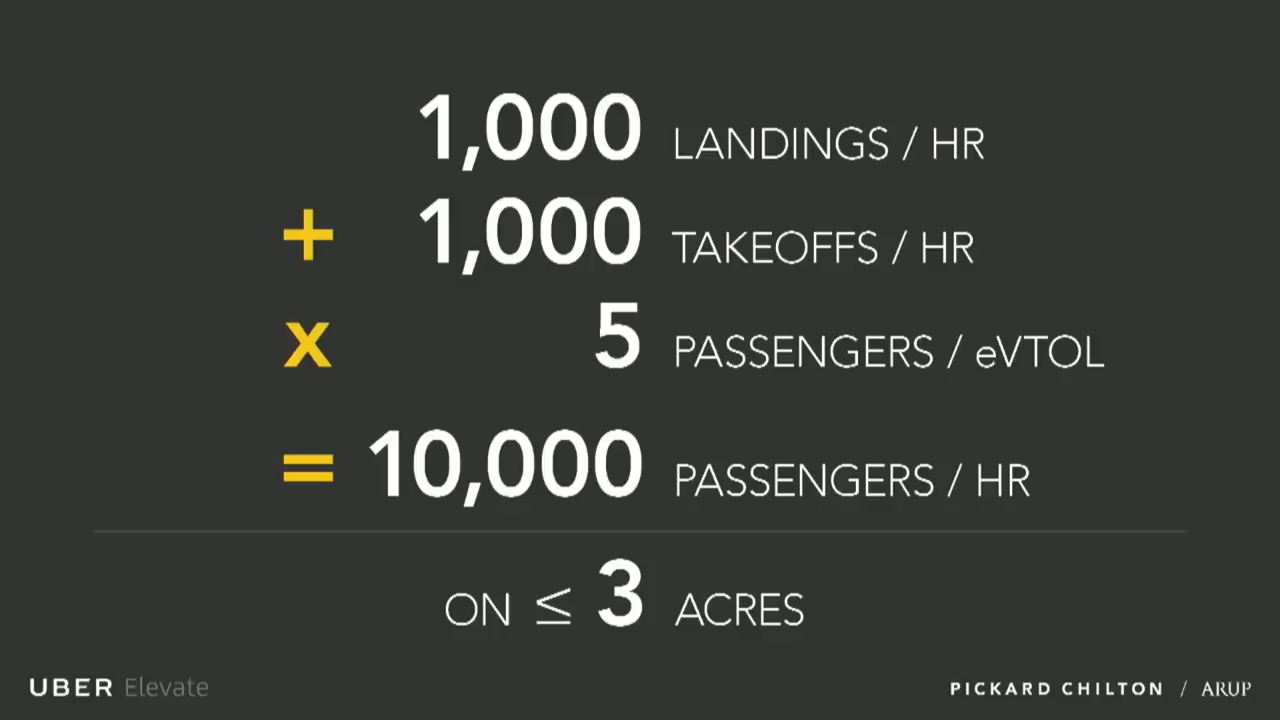 1,000 LANDINGS / HR
+ 1,000 TAKEOFFS / HR
x 5 PASSENGERS / eVTOL
= 10,000 PASSENGERS / HR
ON ≤ 3 ACRES
UBER Elevate
PICKARD CHILTON / ARUP